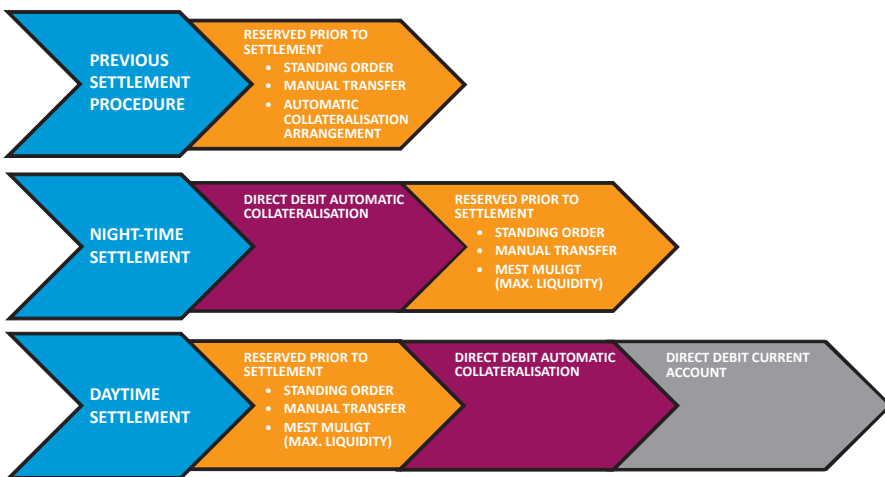 PREVIOUS
SETTLEMENT
PROCEDURE
RESERVED PRIOR TO
SETTLEMENT
• STANDING ORDER
• MANUAL TRANSFER
• AUTOMATIC
COLLATERALISATION
ARRANGEMENT
NIGHT-TIME
SETTLEMENT
DIRECT DEBIT AUTOMATIC
COLLATERALISATION
RESERVED PRIOR TO
SETTLEMENT
• STANDING ORDER
• MANUAL TRANSFER
• MEST MULIGT
(MAX. LIQUIDITY)
DAYTIME
SETTLEMENT
RESERVED PRIOR TO
SETTLEMENT
• STANDING ORDER
• MANUAL TRANSFER
• MEST MULIGT
(MAX. LIQUIDITY)
DIRECT DEBIT AUTOMATIC
COLLATERALISATION
DIRECT DEBIT CURRENT
ACCOUNT